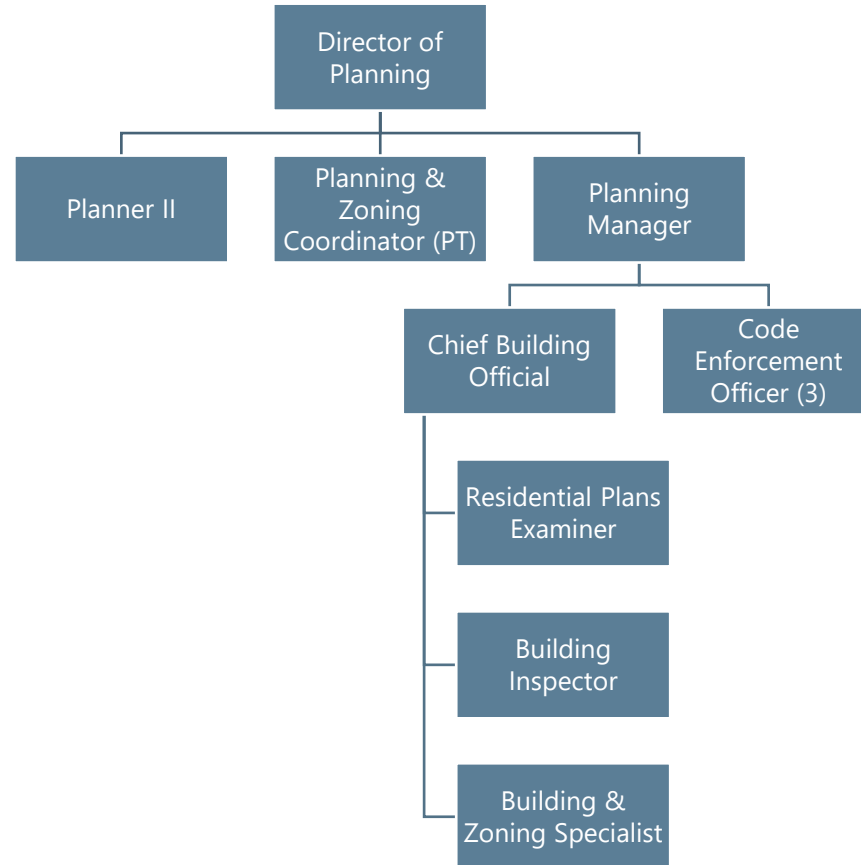 Director of
Planning
Planner II
Planning &
Zoning
Coordinator (PT)
Planning
Manager
Chief Building
Official
Code
Enforcement
Officer (3)
Residential Plans
Examiner
Building
Inspector
Building &
Zoning Specialist